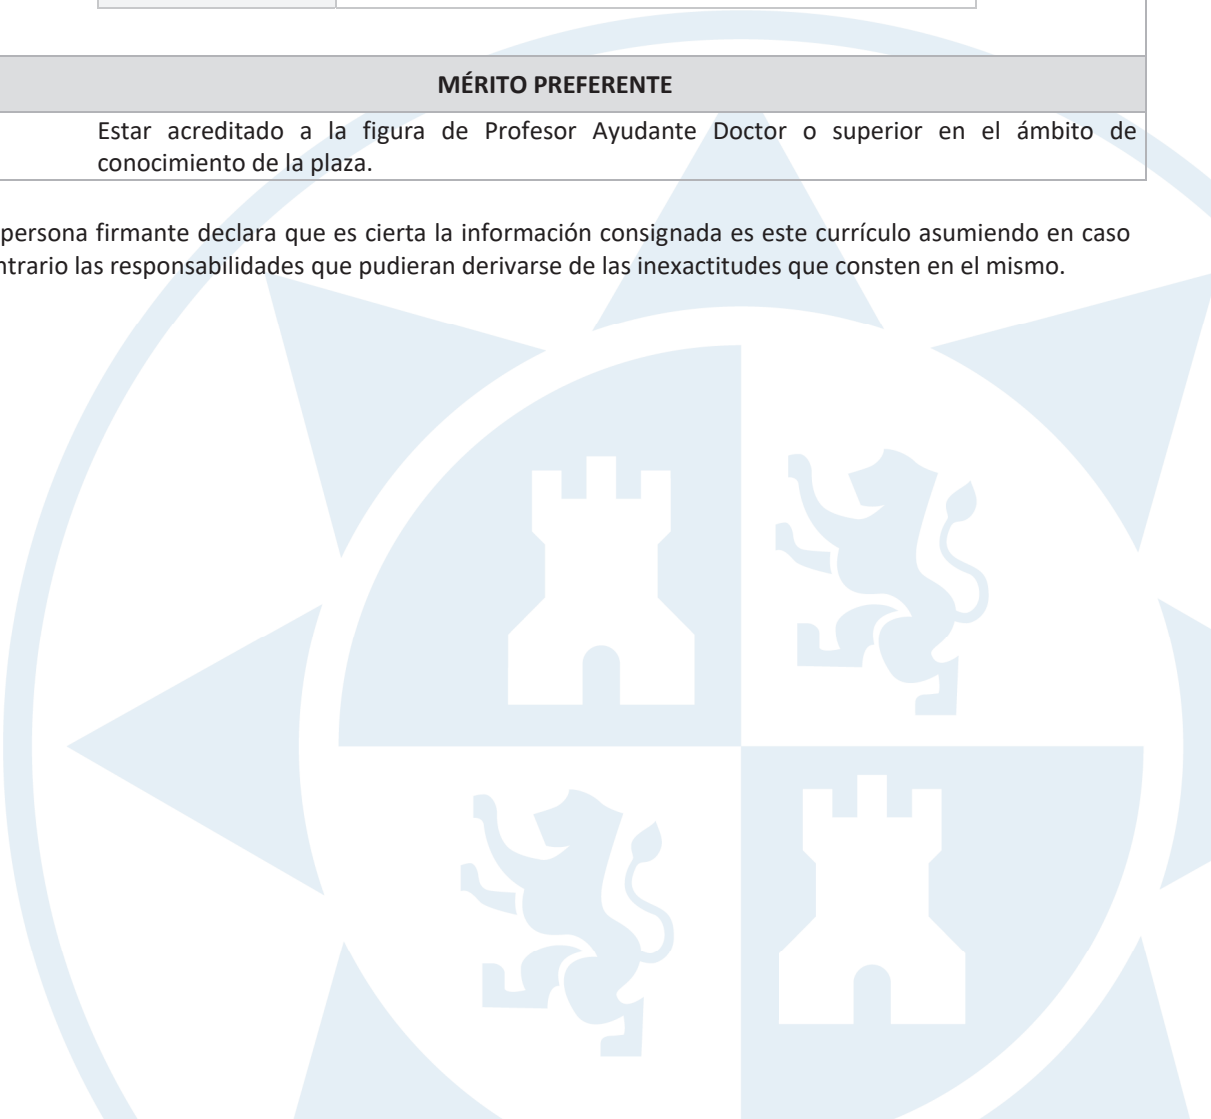 MÉRITO PREFERENTE
Estar acreditado a la figura de Profesor Ayudante Doctor o superior en el ámbito de
conocimiento de la plaza.
persona firmante declara que es cierta la información consignada es este currículo asumiendo en caso
ntrario las responsabilidades que pudieran derivarse de las inexactitudes que consten en el mismo.